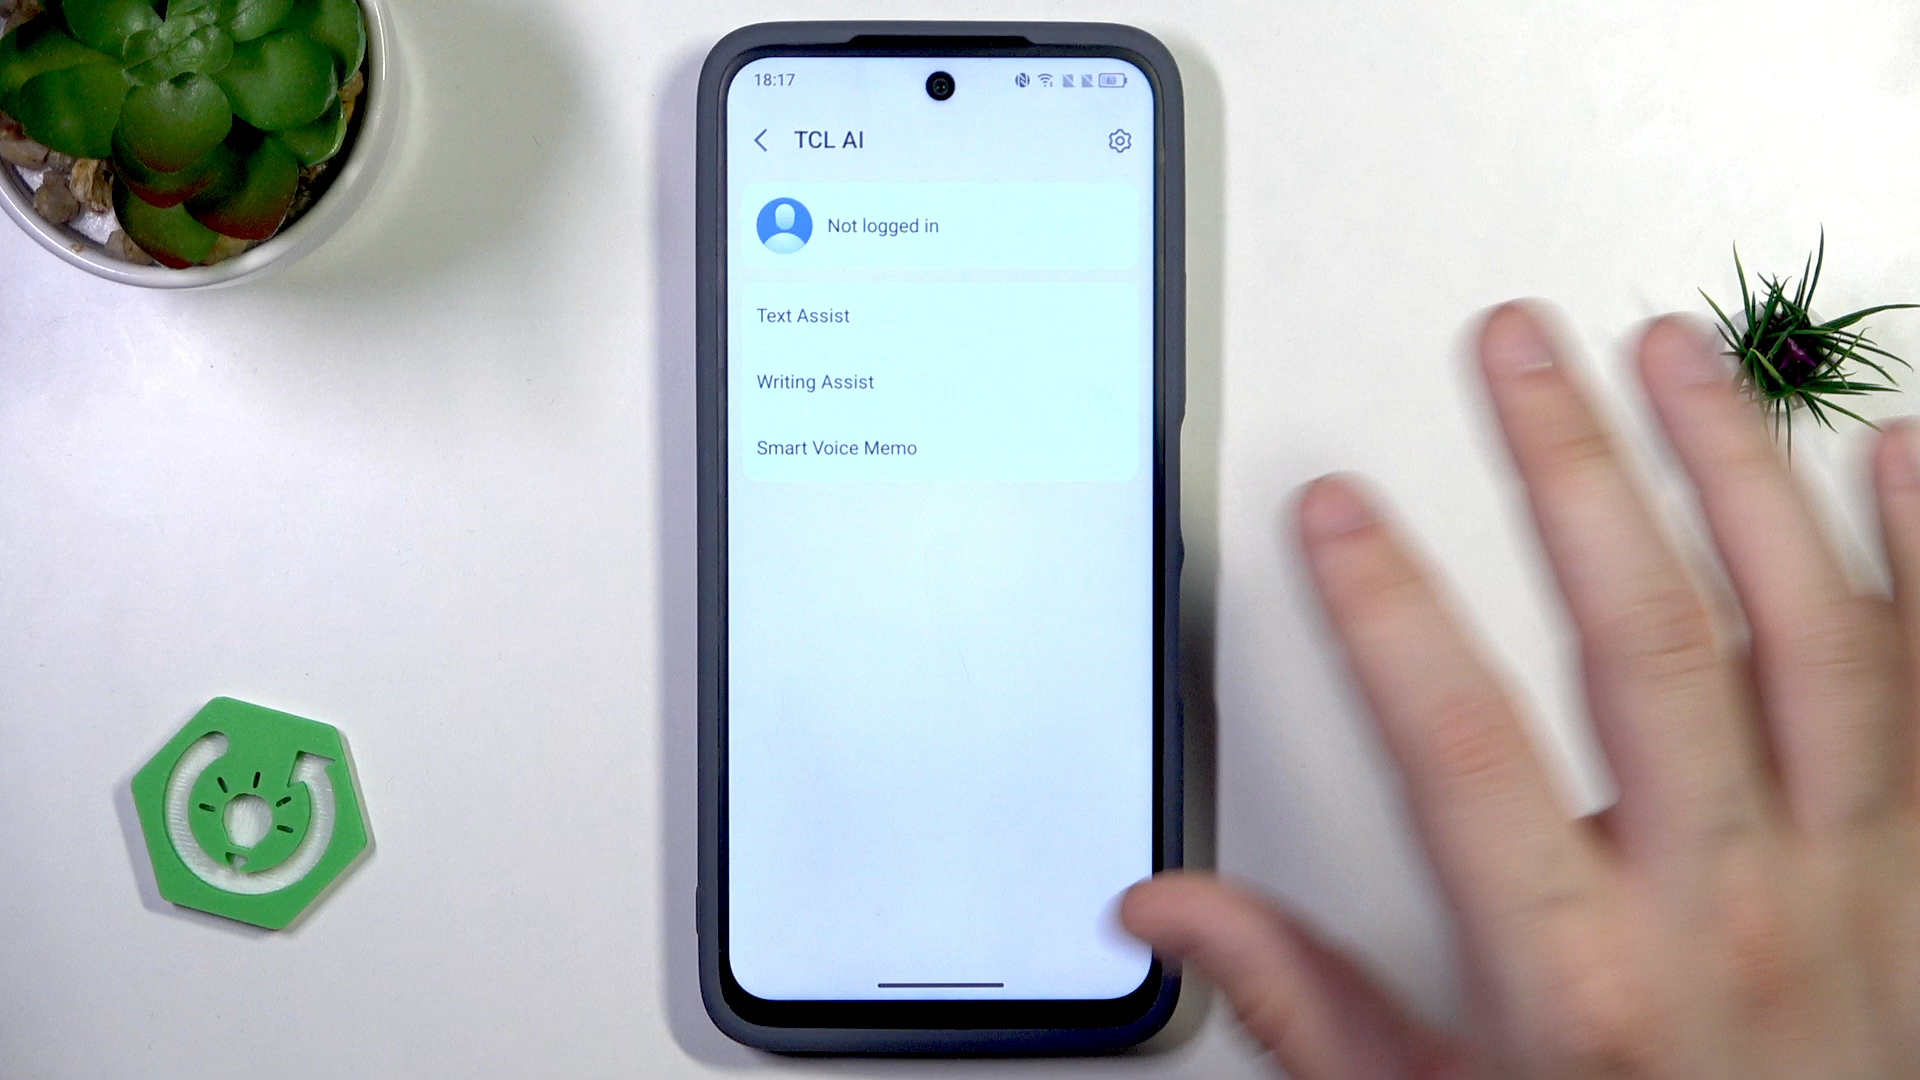 18:17
TCL AI
Not logged in
Text Assist
Writing Assist
Smart Voice Memo